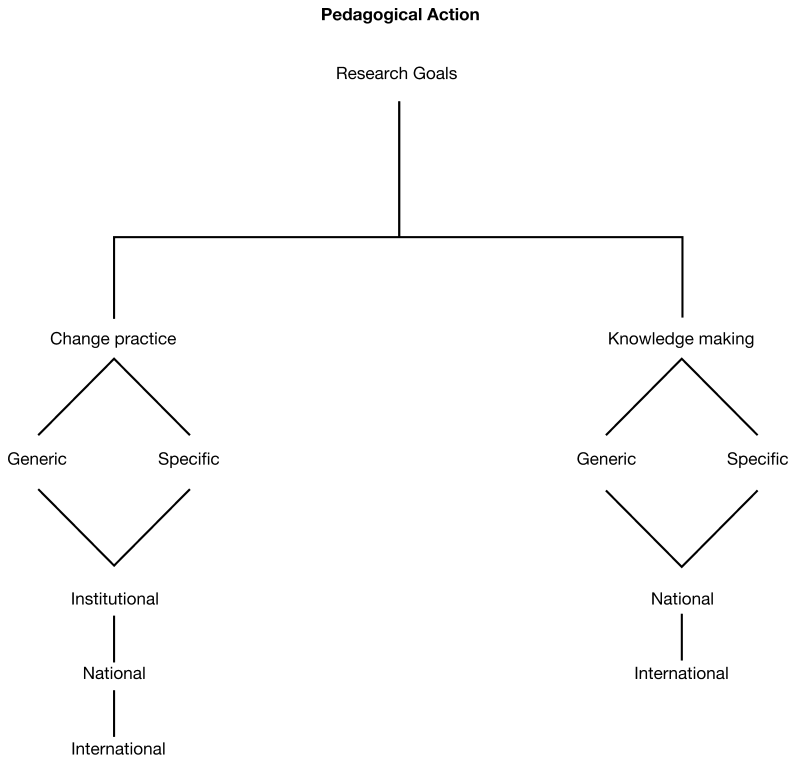 Pedagogical Action
Research Goals
Change practice
Knowledge making
Generic
Specific
Generic
Specific
Institutional
National
National
International
International